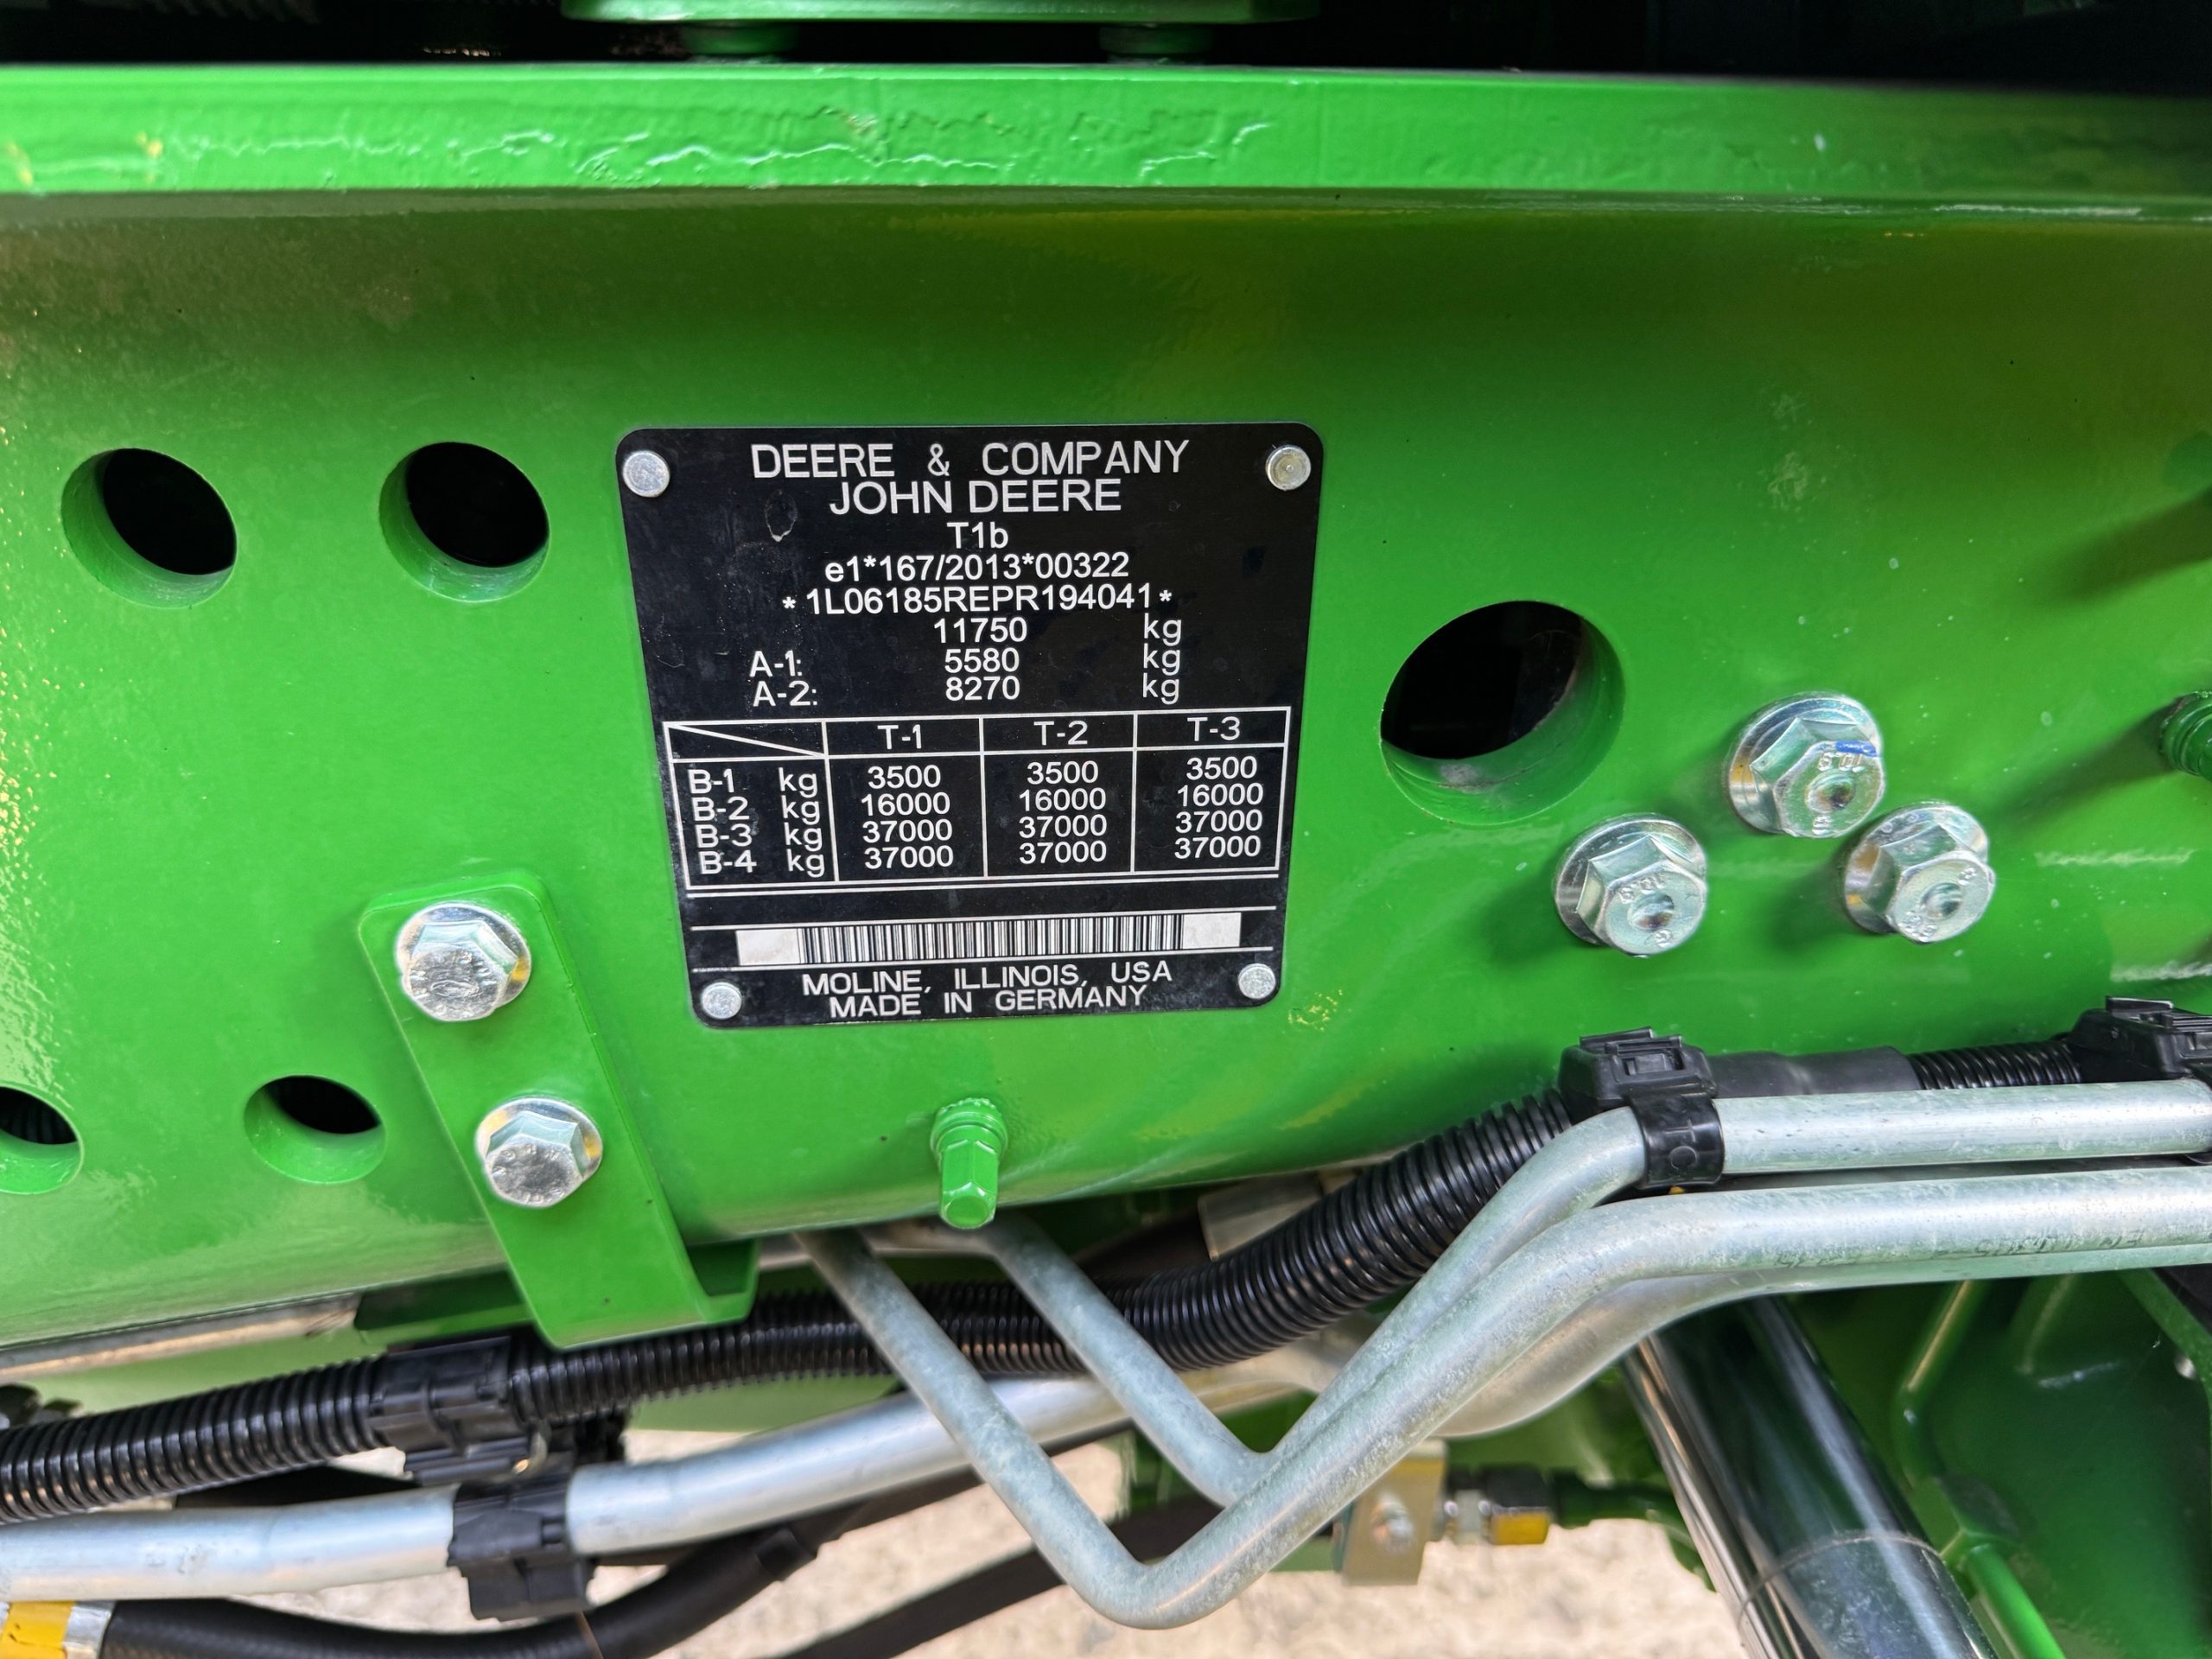 DEERE & COMPANY
JOHN DEERE
T1b
e1*167/2013*00322
*1L06185REPR194041*
11750 kg
A-1: 5580 kg
A-2: 8270 kg
T-1 T-2 T-3
B-1 kg 3500 3500 3500
B-2 kg 16000 16000 16000
B-3 kg 37000 37000 37000
B-4 kg 37000 37000 37000
MOLINE, ILLINOIS, USA
MADE IN GERMANY